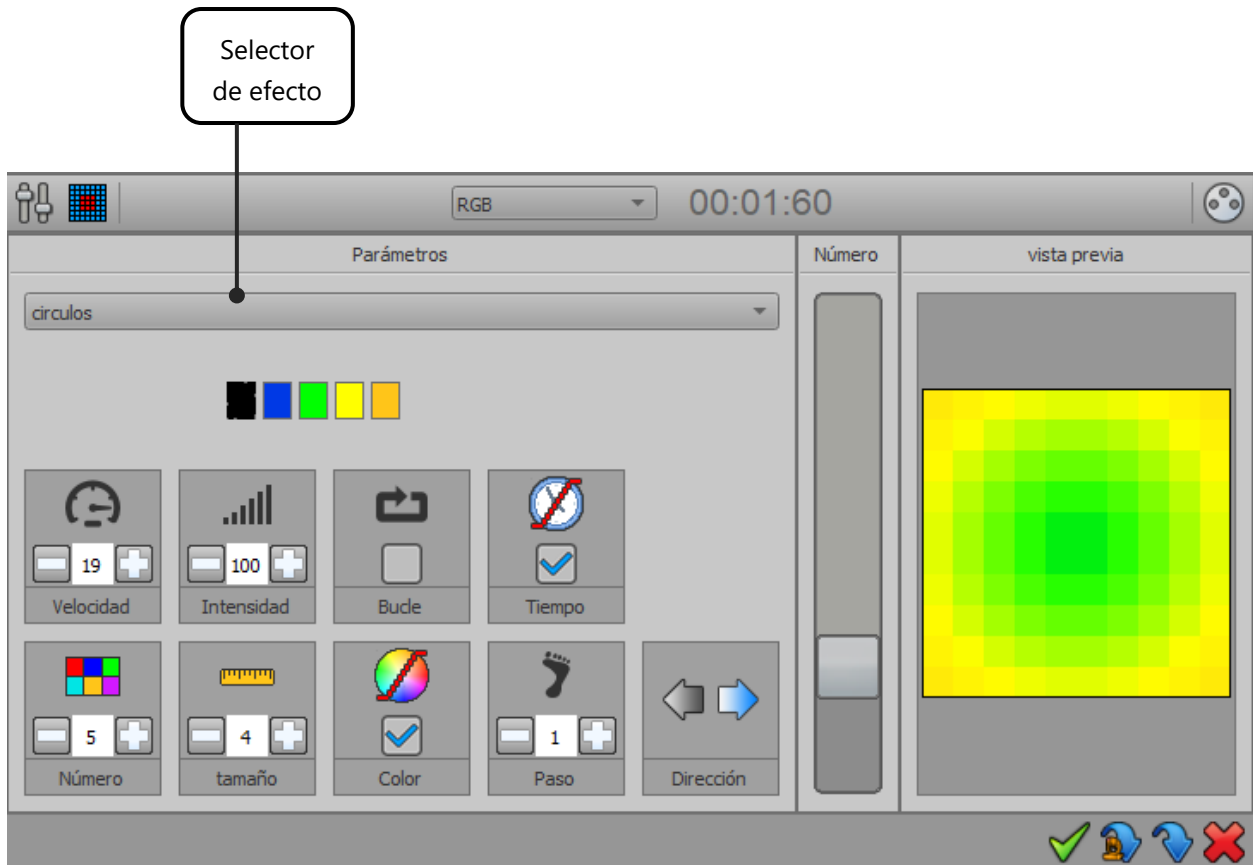 Selector
de efecto
RGB
00:01:60
Parámetros
Número
vista previa
circulos
19
100
Velocidad
Intensidad
Bucle
Tiempo
5
4
1
Número
tamaño
Color
Paso
Dirección